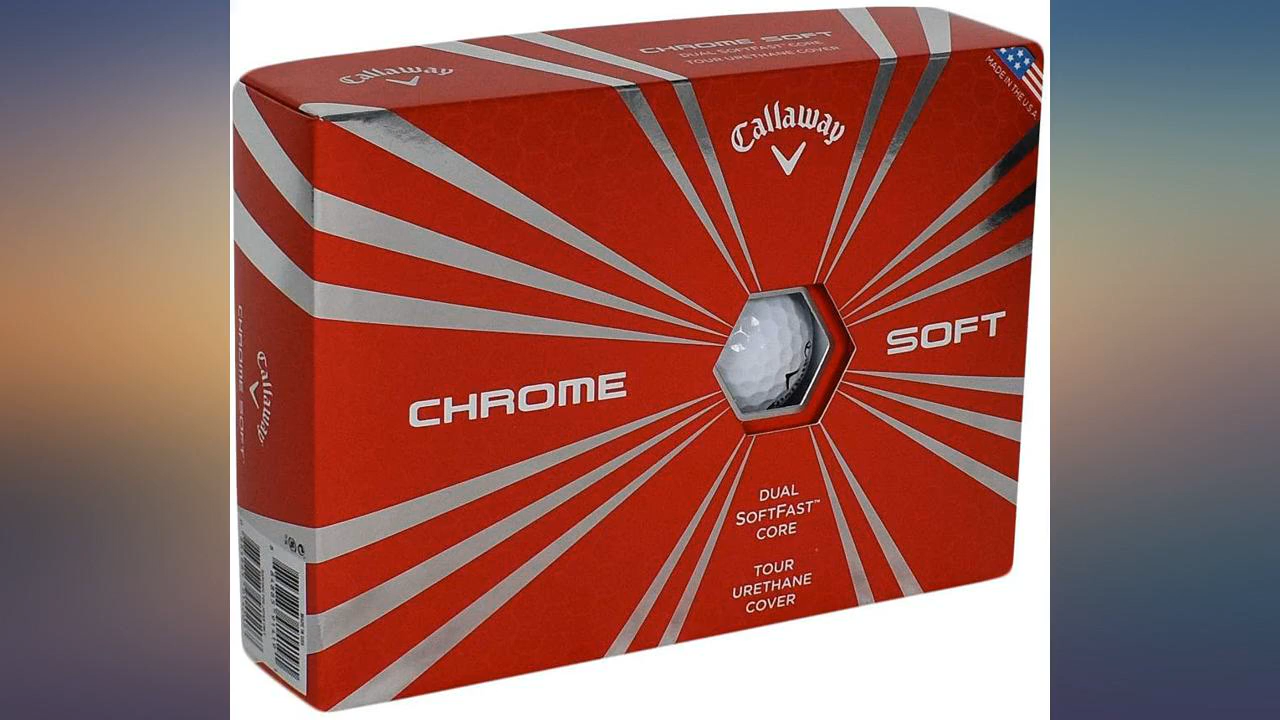 Callaway
CHROME SOFT
DUAL SOFTFAST CORE
TOUR URETHANE COVER
MADE IN THE U.S.A.
Callaway
CHROME
SOFT
DUAL
SOFTFAST™
CORE
TOUR
URETHANE
COVER
CHROME SOFT
Callaway